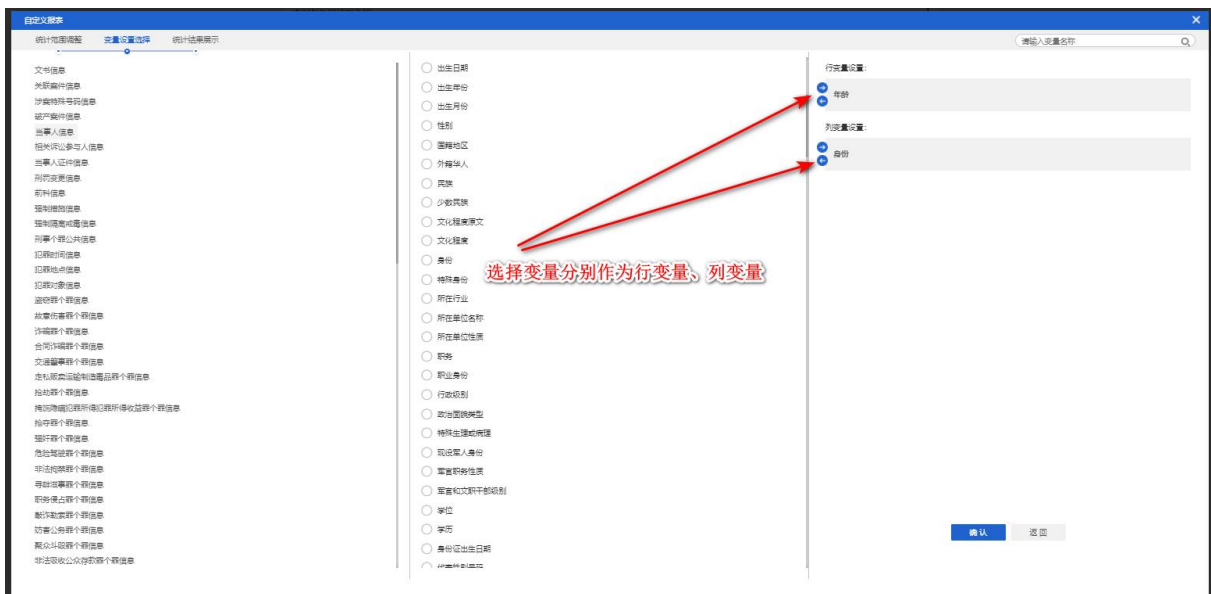 自定义报表
统计范围调整 变量设置选择 统计结果展示
请输入变量名称
文书信息
关联案件信息
涉案特殊号码信息
破产案件信息
当事人信息
相关诉讼参与人信息
当事人证件信息
刑罚变更信息
前科信息
强制措施信息
强制隔离戒毒信息
刑事个罪公共信息
犯罪时间信息
犯罪地点信息
犯罪对象信息
盗窃罪个罪信息
故意伤害罪个罪信息
诈骗罪个罪信息
合同诈骗罪个罪信息
交通肇事罪个罪信息
走私贩卖运输制造毒品罪个罪信息
抢劫罪个罪信息
掩饰隐瞒犯罪所得犯罪所得收益罪个罪信息
抢夺罪个罪信息
强奸罪个罪信息
危险驾驶罪个罪信息
非法拘禁罪个罪信息
寻衅滋事罪个罪信息
职务侵占罪个罪信息
敲诈勒索罪个罪信息
妨害公务罪个罪信息
聚众斗殴罪个罪信息
非法吸收公众存款罪个罪信息
出生日期
出生年份
出生月份
性别
国籍地区
外籍华人
民族
少数民族
文化程度原文
文化程度
身份
特殊身份
所在行业
所在单位名称
所在单位性质
职务
职业身份
行政级别
政治面貌类型
特殊生理或病理
现役军人身份
军官职务性质
军官和文职干部级别
学位
学历
身份证出生日期
行变量设置:
年龄
列变量设置:
身份
选择变量分别作为行变量、列变量
确认 返回